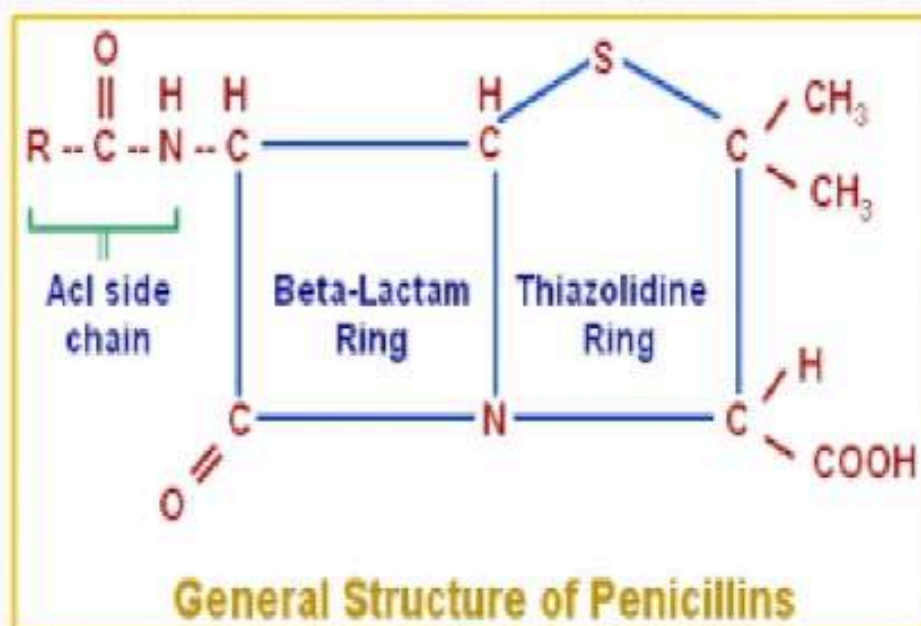 O
H H H S CH₃
R -- C -- N -- C C C
CH₃
Acl side
chain
Beta-Lactam
Ring
Thiazolidine
Ring
H
C N C
O COOH
General Structure of Penicillins